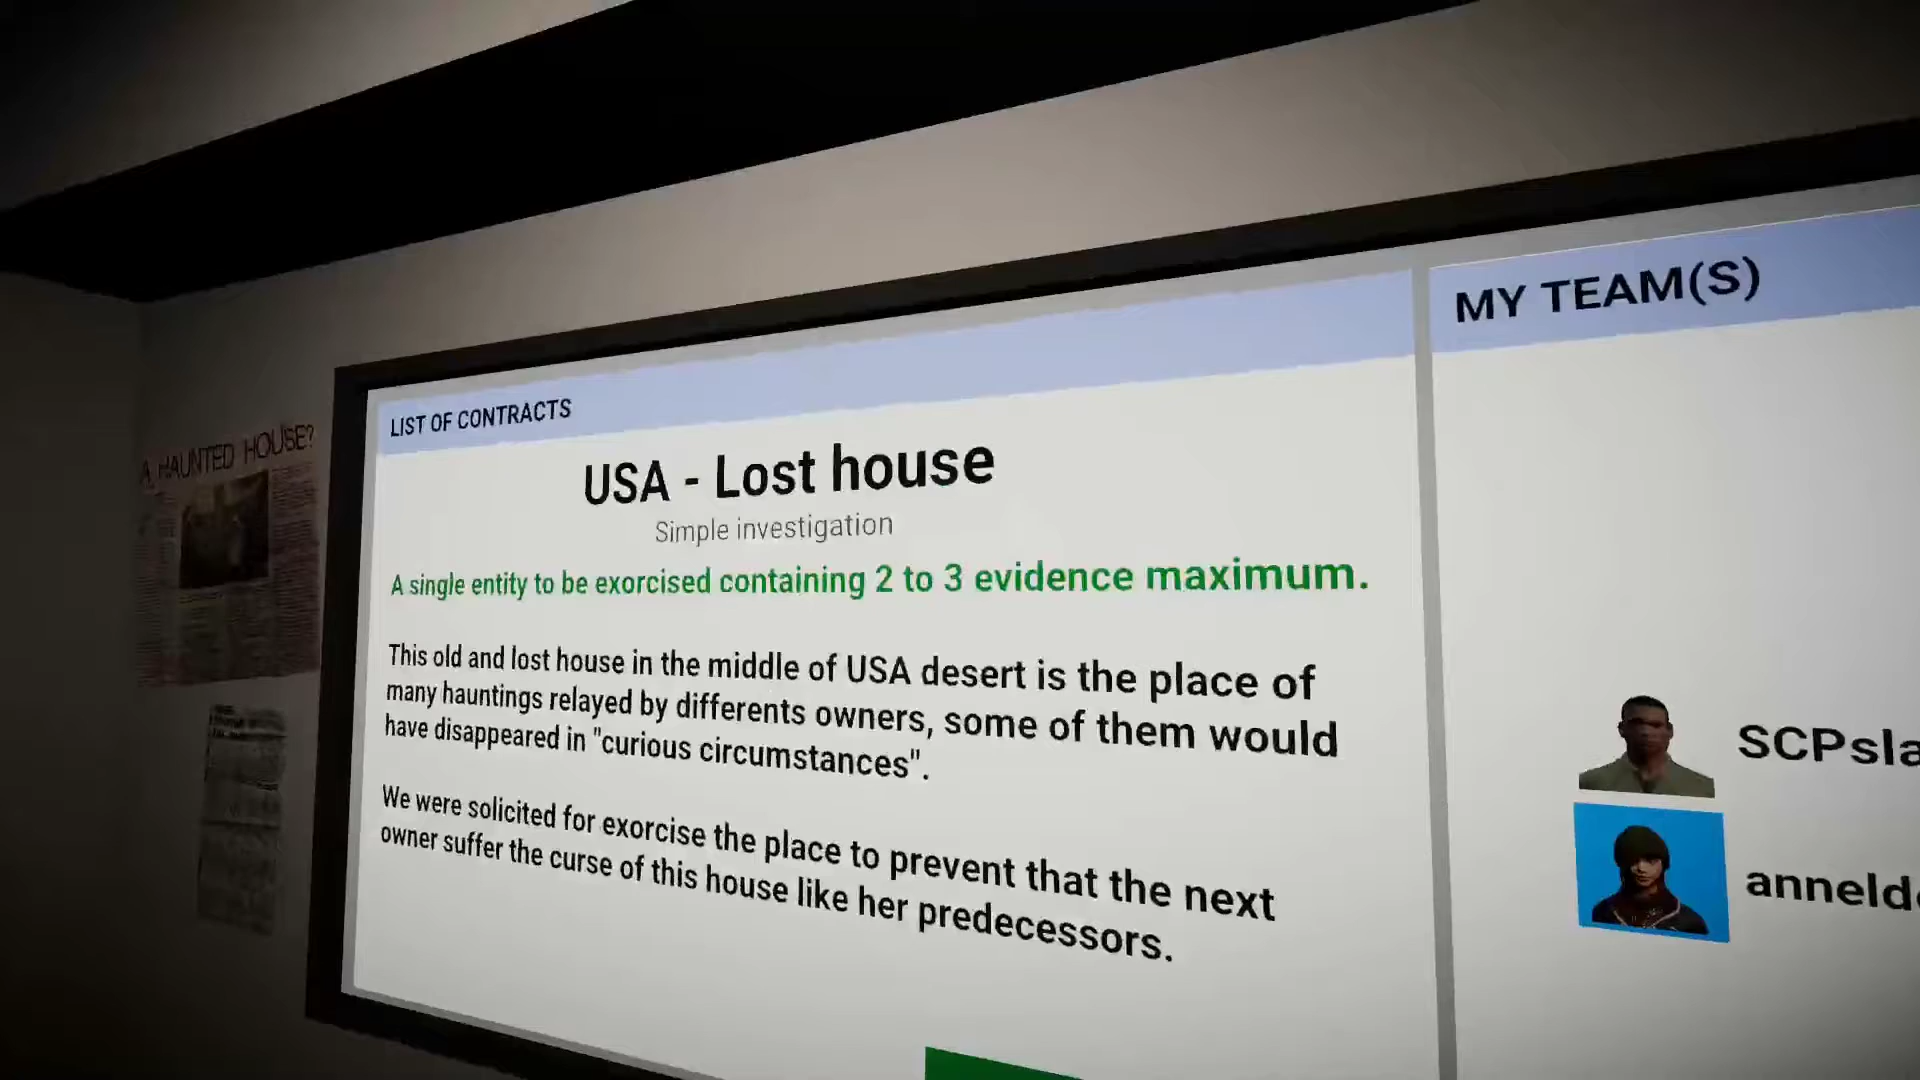 A HAUNTED HOUSE?
LIST OF CONTRACTS
USA - Lost house
Simple investigation
A single entity to be exorcised containing 2 to 3 evidence maximum.
This old and lost house in the middle of USA desert is the place of
many hauntings relayed by differents owners, some of them would
have disappeared in "curious circumstances".
We were solicited for exorcise the place to prevent that the next
owner suffer the curse of this house like her predecessors.
MY TEAM(S)